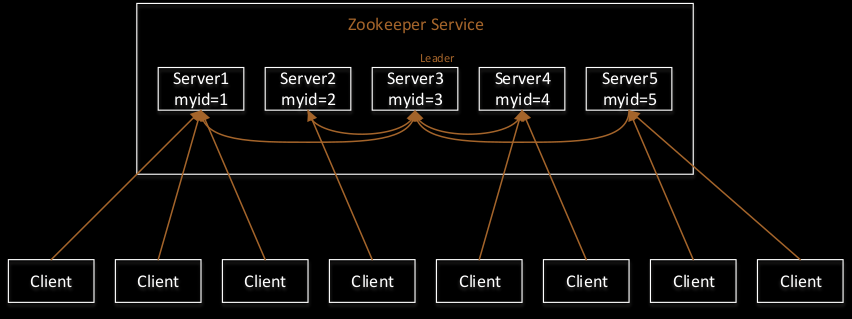 Zookeeper Service
Leader
Server1
myid=1
Server2
myid=2
Server3
myid=3
Server4
myid=4
Server5
myid=5
Client
Client
Client
Client
Client
Client
Client
Client